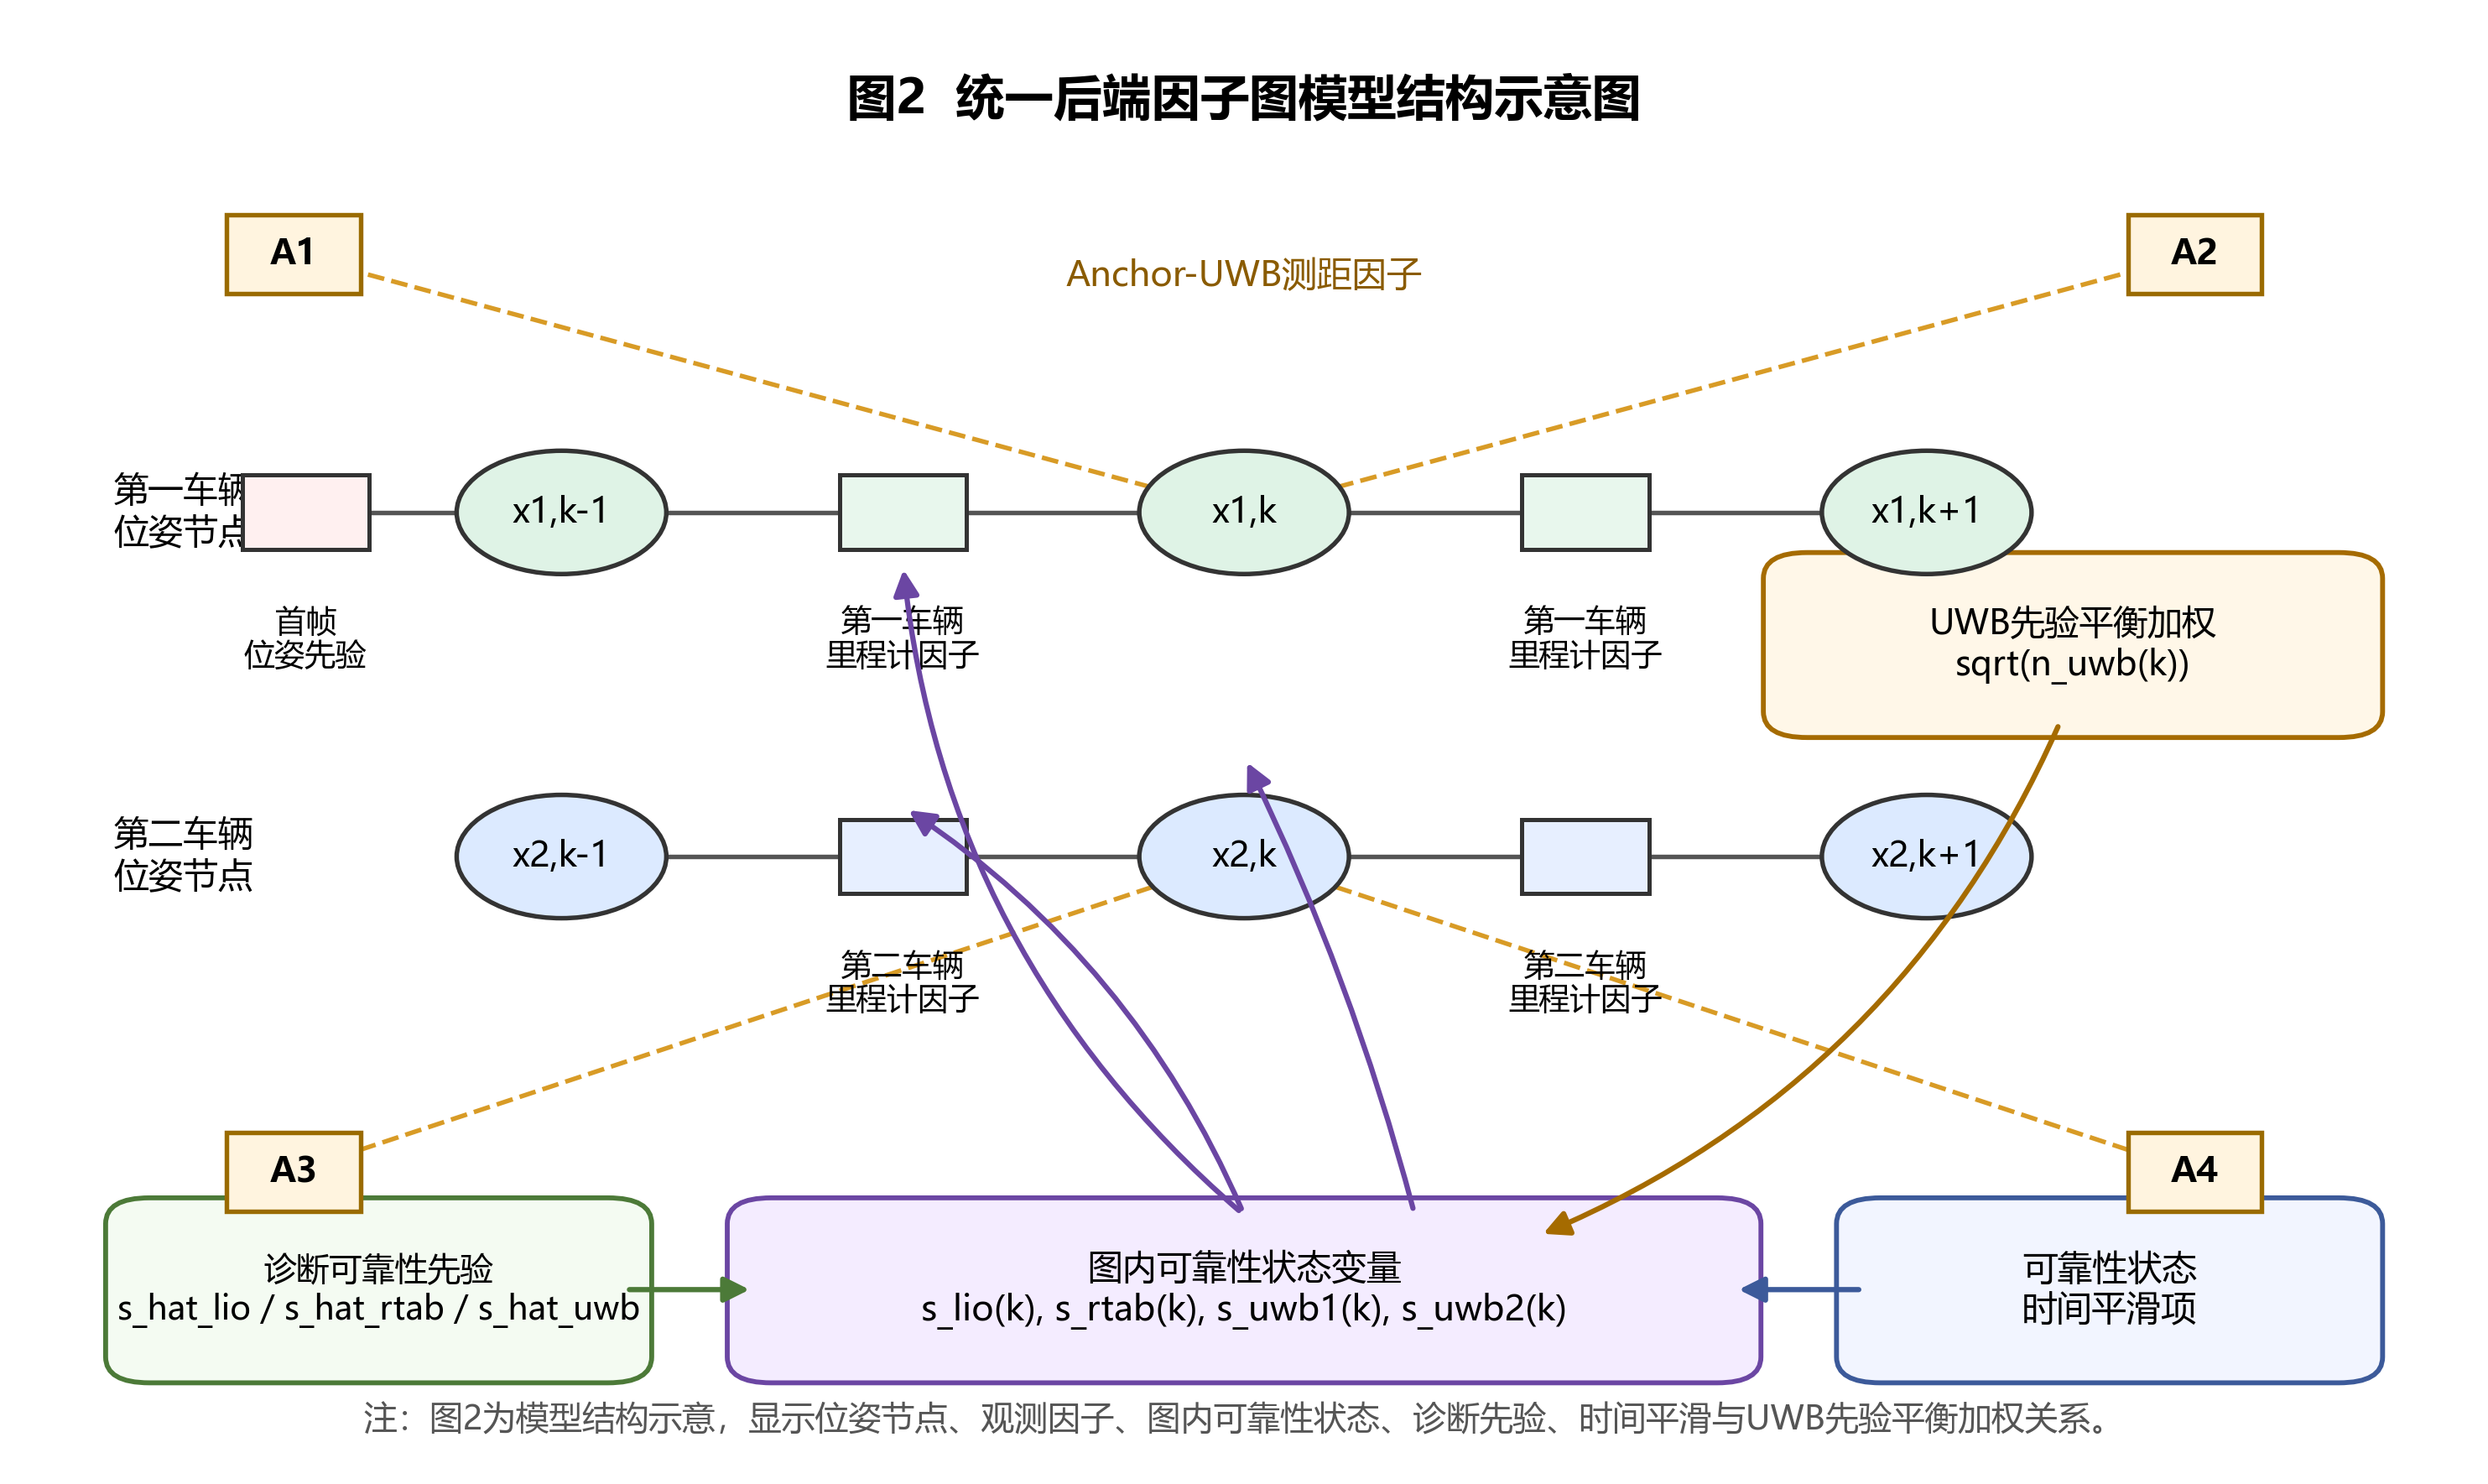 图2 统一后端因子图模型结构示意图
A1
A2
Anchor-UWB测距因子
第一车辆
位姿节点
x1,k-1
x1,k
x1,k+1
首帧
位姿先验
第一车辆
里程计因子
第一车辆
里程计因子
UWB先验平衡加权
sqrt(n_uwb(k))
第二车辆
位姿节点
x2,k-1
x2,k
x2,k+1
第二车辆
里程计因子
第二车辆
里程计因子
A3
A4
诊断可靠性先验
s_hat_lio / s_hat_rtab / s_hat_uwb
图内可靠性状态变量
s_lio(k), s_rtab(k), s_uwb1(k), s_uwb2(k)
可靠性状态
时间平滑项
注：图2为模型结构示意，显示位姿节点、观测因子、图内可靠性状态、诊断先验、时间平滑与UWB先验平衡加权关系。